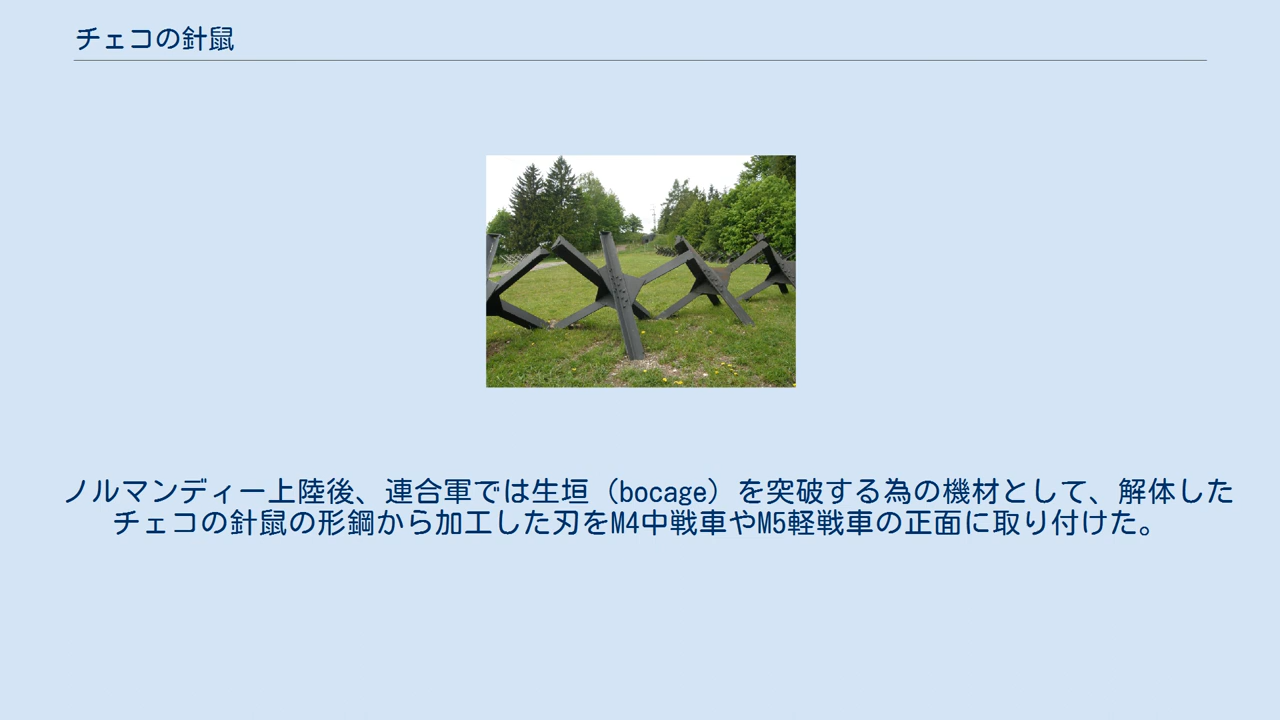 チェコの針鼠
ノルマンディー上陸後、連合軍では生垣（bocage）を突破する為の機材として、解体した
チェコの針鼠の形鋼から加工した刃をM4中戦車やM5軽戦車の正面に取り付けた。